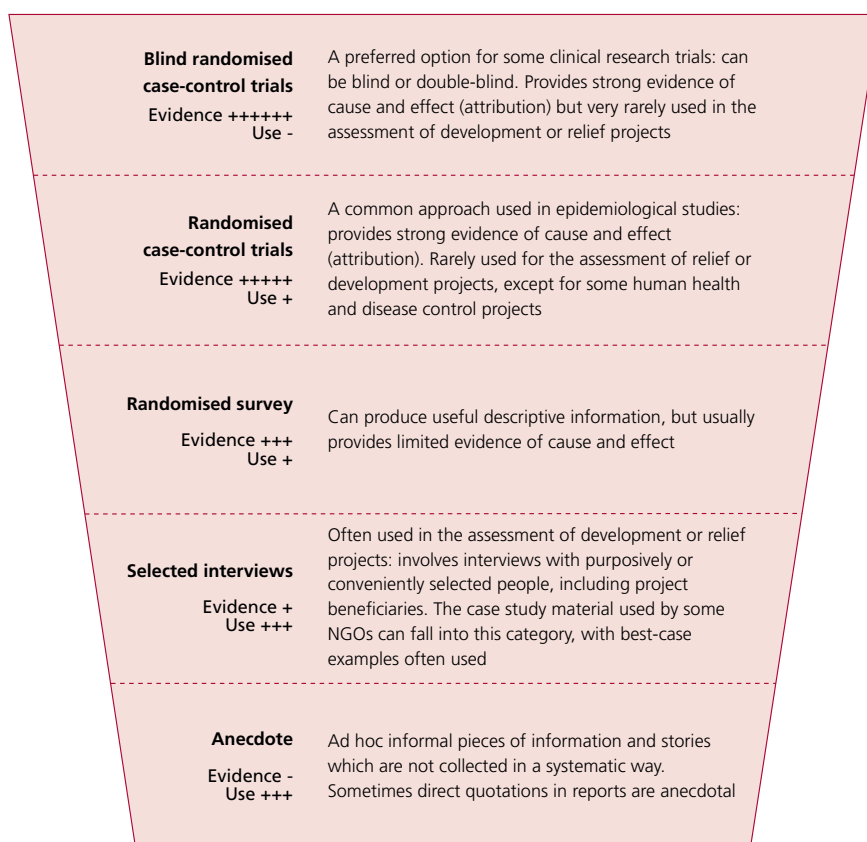 Blind randomised
case-control trials
Evidence ++++++
Use -
A preferred option for some clinical research trials: can
be blind or double-blind. Provides strong evidence of
cause and effect (attribution) but very rarely used in the
assessment of development or relief projects
Randomised
case-control trials
Evidence +++++
Use +
A common approach used in epidemiological studies:
provides strong evidence of cause and effect
(attribution). Rarely used for the assessment of relief or
development projects, except for some human health
and disease control projects
Randomised survey
Evidence +++
Use +
Can produce useful descriptive information, but usually
provides limited evidence of cause and effect
Selected interviews
Evidence +
Use +++
Often used in the assessment of development or relief
projects: involves interviews with purposively or
conveniently selected people, including project
beneficiaries. The case study material used by some
NGOs can fall into this category, with best-case
examples often used
Anecdote
Evidence -
Use +++
Ad hoc informal pieces of information and stories
which are not collected in a systematic way.
Sometimes direct quotations in reports are anecdotal